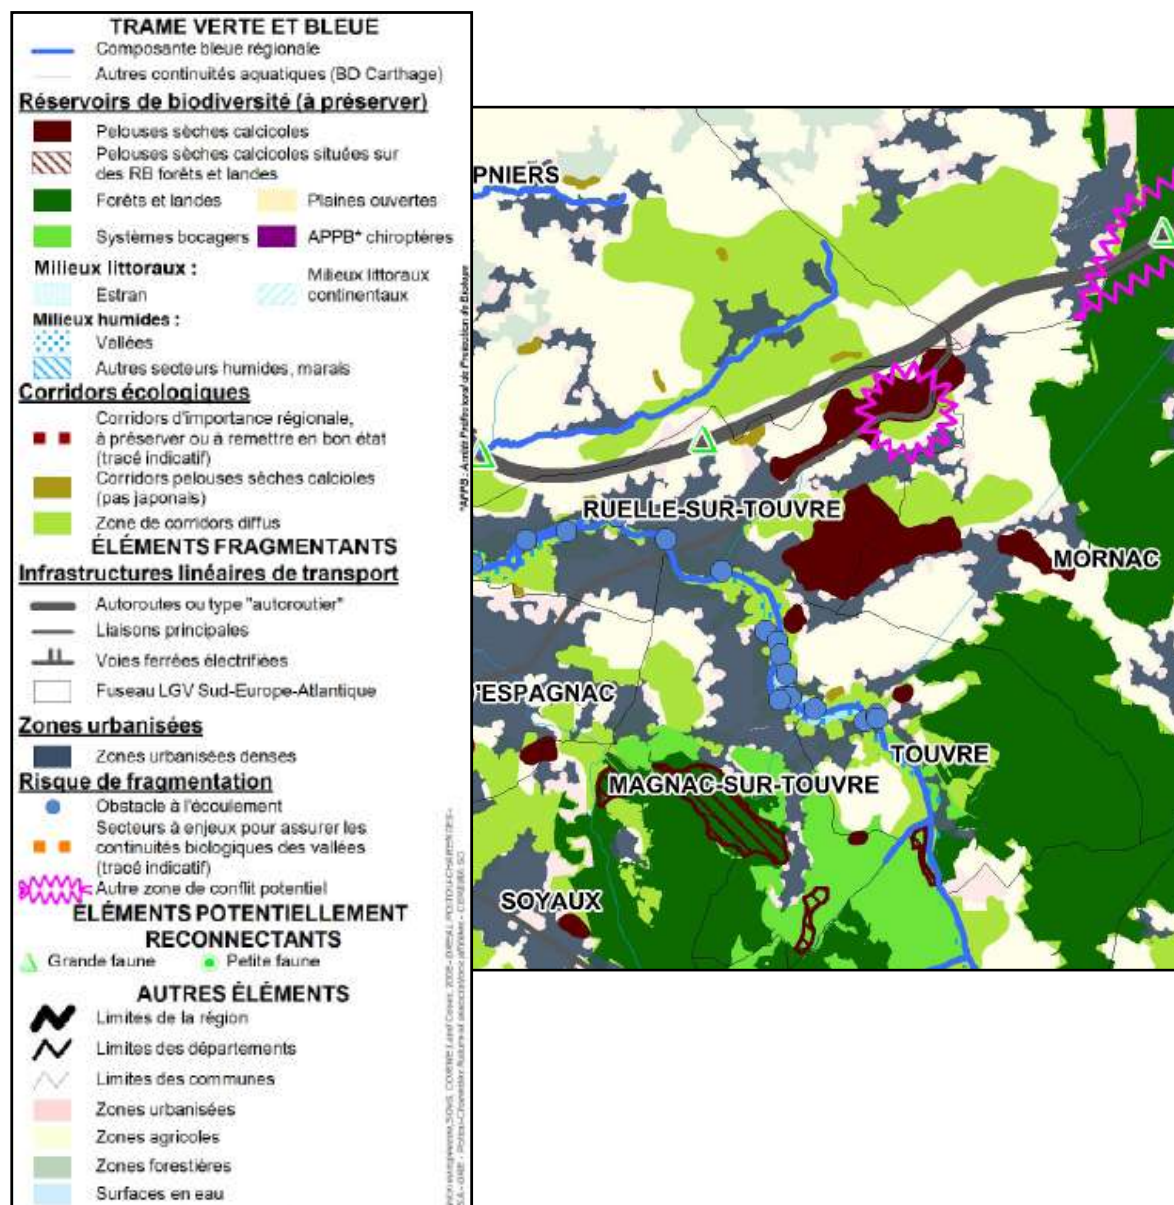 TRAME VERTE ET BLEUE
Composante bleue régionale
Autres continuités aquatiques (BD Carthage)
Réservoirs de biodiversité (à préserver)
Pelouses sèches calcicoles
Pelouses sèches calcicoles situées sur
des RB forêts et landes
Forêts et landes
Plaines ouvertes
Systèmes bocagers
APPB* chiroptères
Milieux littoraux :
Estran
Milieux littoraux
continentaux
Milieux humides :
Vallées
Autres secteurs humides, marais
Corridors écologiques
Corridors d'importance régionale,
à préserver ou à remettre en bon état
(tracé indicatif)
Corridors pelouses sèches calcioles
(pas japonais)
Zone de corridors diffus
ÉLÉMENTS FRAGMENTANTS
Infrastructures linéaires de transport
Autoroutes ou type "autoroutier"
Liaisons principales
Voies ferrées électrifiées
Fuseau LGV Sud-Europe-Atlantique
Zones urbanisées
Zones urbanisées denses
Risque de fragmentation
Obstacle à l'écoulement
Secteurs à enjeux pour assurer les
continuités biologiques des vallées
(tracé indicatif)
Autre zone de conflit potentiel
ÉLÉMENTS POTENTIELLEMENT
RECONNECTANTS
Grande faune
Petite faune
AUTRES ÉLÉMENTS
Limites de la région
Limites des départements
Limites des communes
Zones urbanisées
Zones agricoles
Zones forestières
Surfaces en eau
*APPB : Arrêté Préfectoral de Protection de Biotope
PNIERS
RUELLE-SUR-TOUVRE
MORNAC
'ESPAGNAC
TOUVRE
MAGNAC-SUR-TOUVRE
SOYAUX